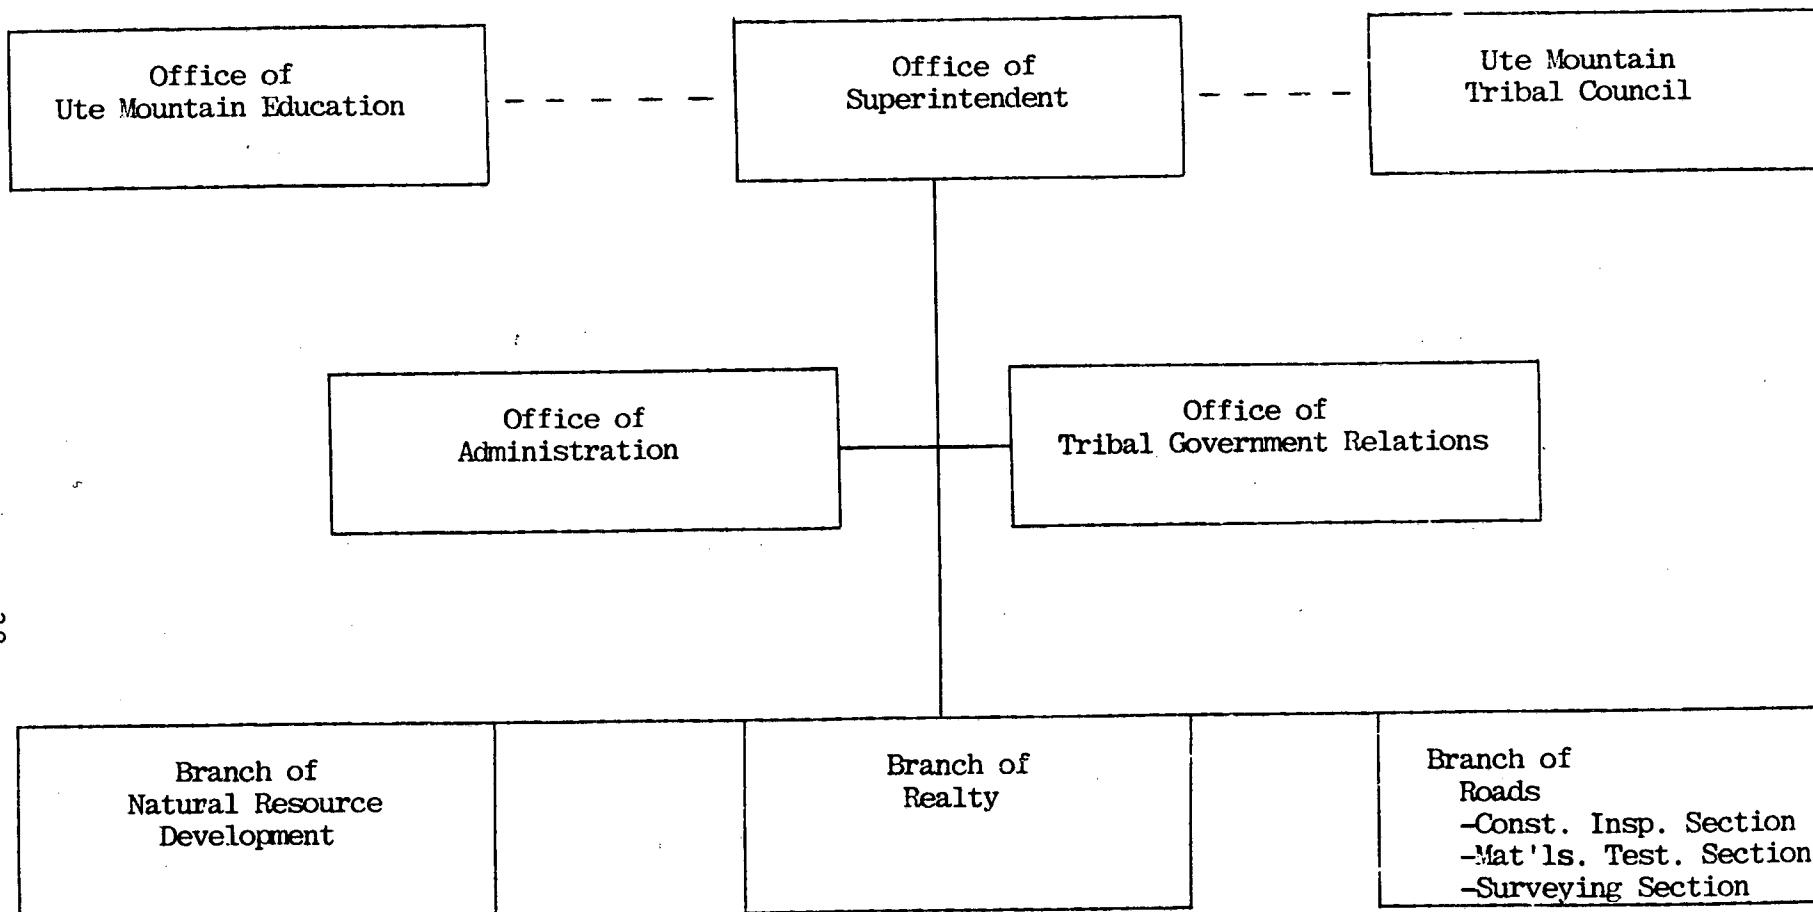 Office of
Ute Mountain Education
Office of
Superintendent
Ute Mountain
Tribal Council
Office of
Administration
Office of
Tribal Government Relations
Branch of
Natural Resource
Development
Branch of
Realty
Branch of
Roads
-Const. Insp. Section
-Mat'ls. Test. Section
-Surveying Section